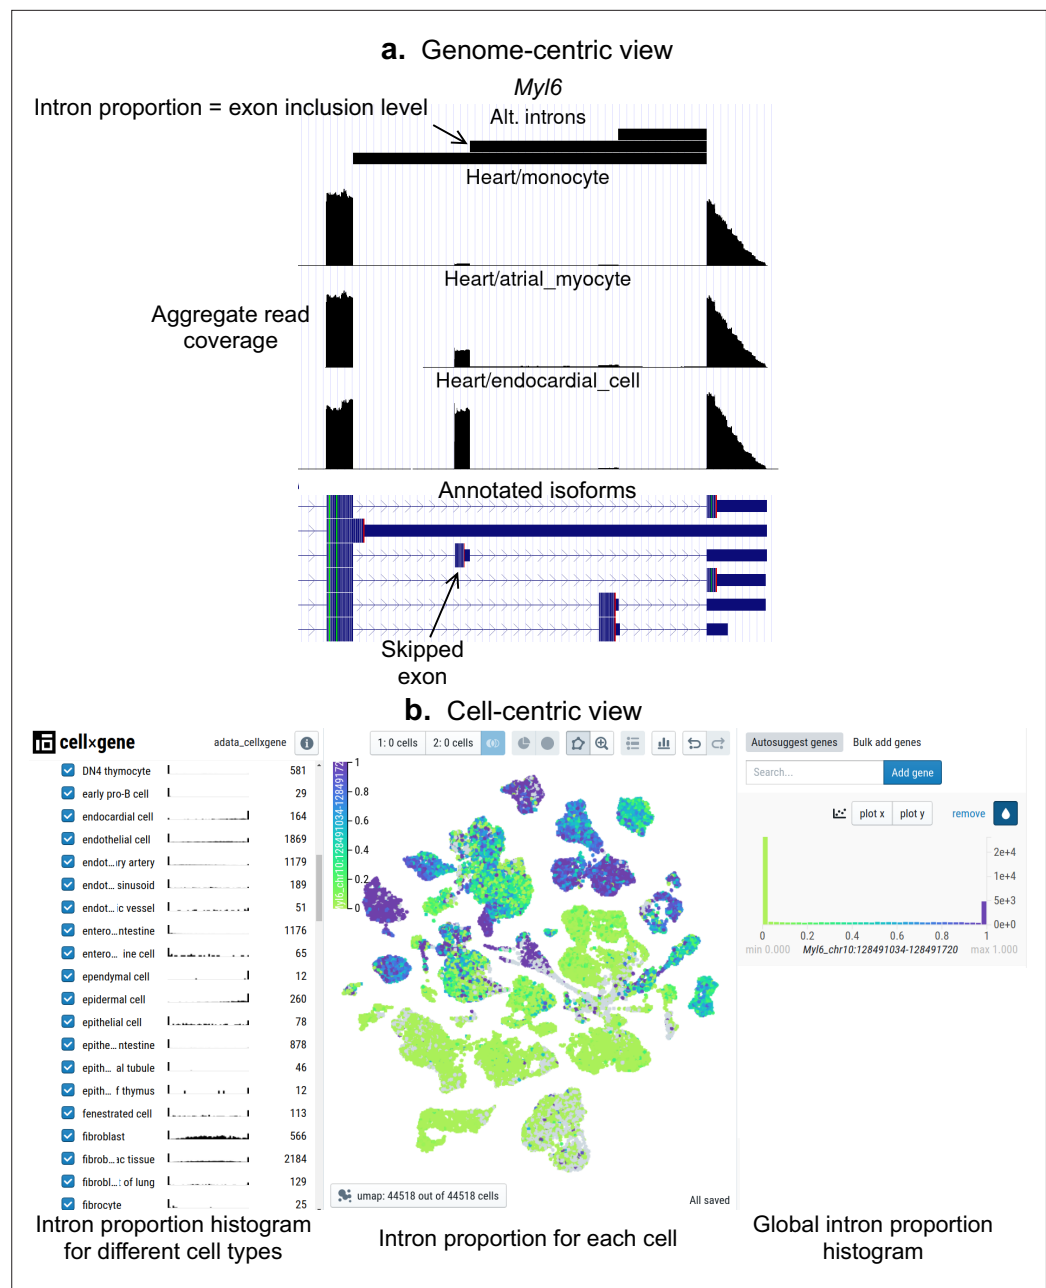 a. Genome-centric view
Myl6
Intron proportion = exon inclusion level
Alt. introns
Heart/monocyte
Heart/atrial_myocyte
Aggregate read
coverage
Heart/endocardial_cell
Annotated isoforms
Skipped
exon
b. Cell-centric view
cell×gene
adata_cellxgene
DN4 thymocyte 581
early pro-B cell 29
endocardial cell 164
endothelial cell 1869
endot...ıry artery 1179
endot... sinusoid 189
endot...ic vessel 51
entero...ntestine 1176
entero... ine cell 65
ependymal cell 12
epidermal cell 260
epithelial cell 78
epithe...ntestine 878
epith... al tubule 46
epith... f thymus 12
fenestrated cell 113
fibroblast 566
fibrob...ac tissue 2184
fibrobl...t of lung 129
fibrocyte 25
Intron proportion histogram
for different cell types
1: 0 cells
2: 0 cells
1
0.8
0.6
0.4
0.2
0
yl6_chr10:128491034-12849172
umap: 44518 out of 44518 cells
All saved
Intron proportion for each cell
Autosuggest genes
Bulk add genes
Search...
Add gene
plot x
plot y
remove
2e+4
1e+4
5e+3
0e+0
0
0.2
0.4
0.6
0.8
1
min 0.000
Myl6_chr10:128491034-128491720
max 1.000
Global intron proportion
histogram